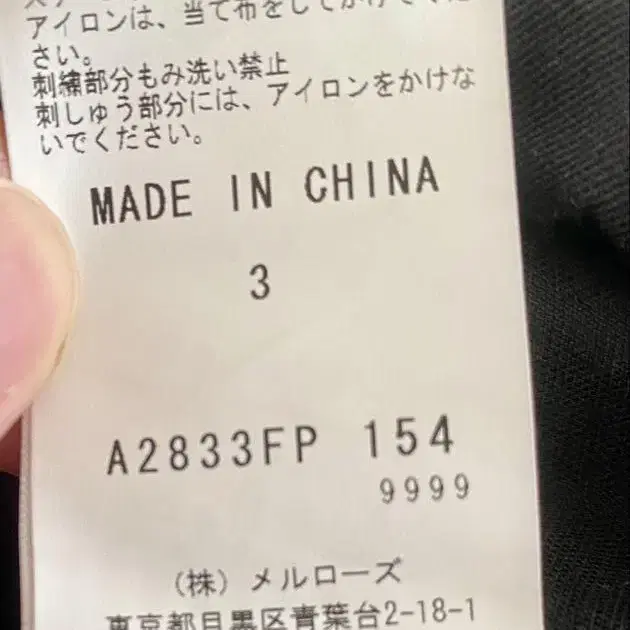 アイロンは、当て布をしてかけてくだ
さい。
刺繍部分もみ洗い禁止
刺しゅう部分には、アイロンをかけな
いでください。
MADE IN CHINA
3
A2833FP 154
9999
(株)メルローズ
東京都目黒区青葉台2-18-1